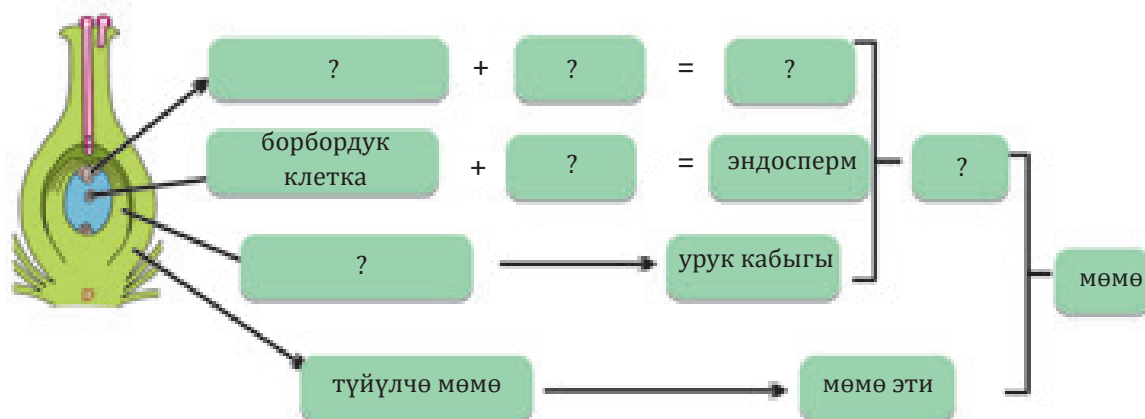 ? + ? = ?
борбордук
клетка
+ ? = эндосперм
?
? урук кабыгы
мөмө
түйүлчө мөмө мөмө эти